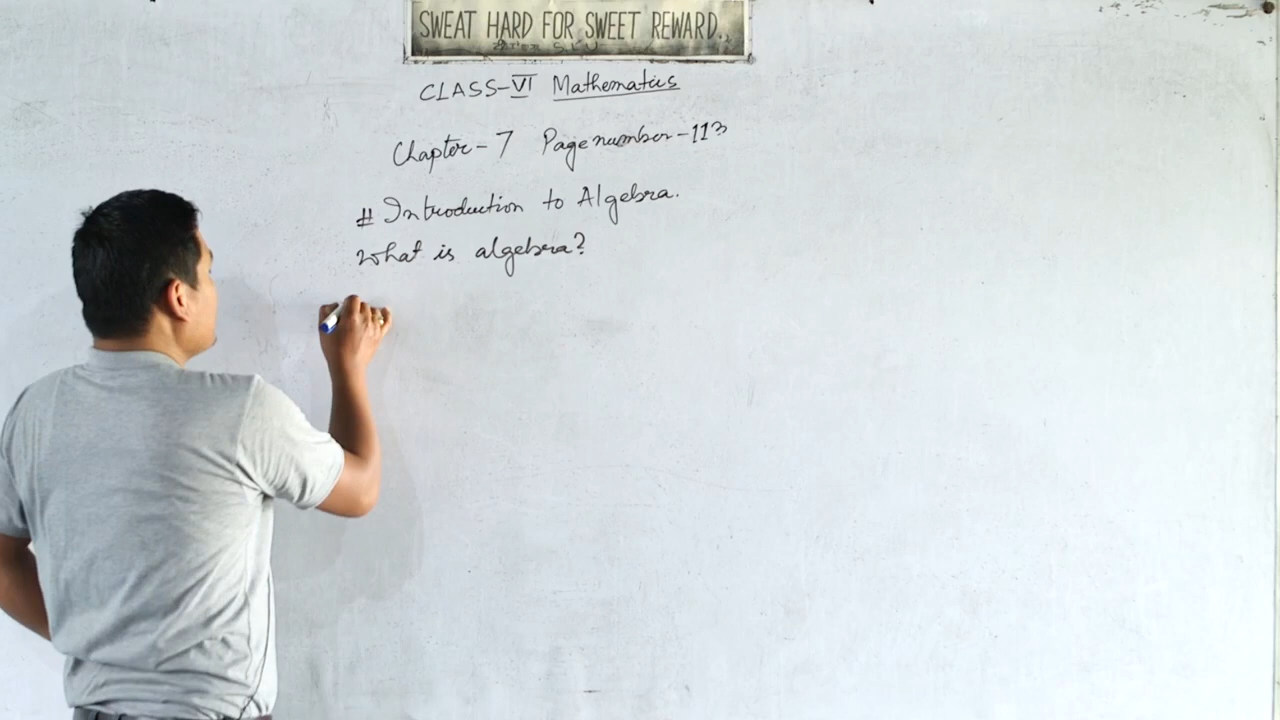 SWEAT HARD FOR SWEET REWARD.
CLASS-VI Mathematics
Chapter-7 Page number-113
# Introduction to Algebra.
What is algebra?